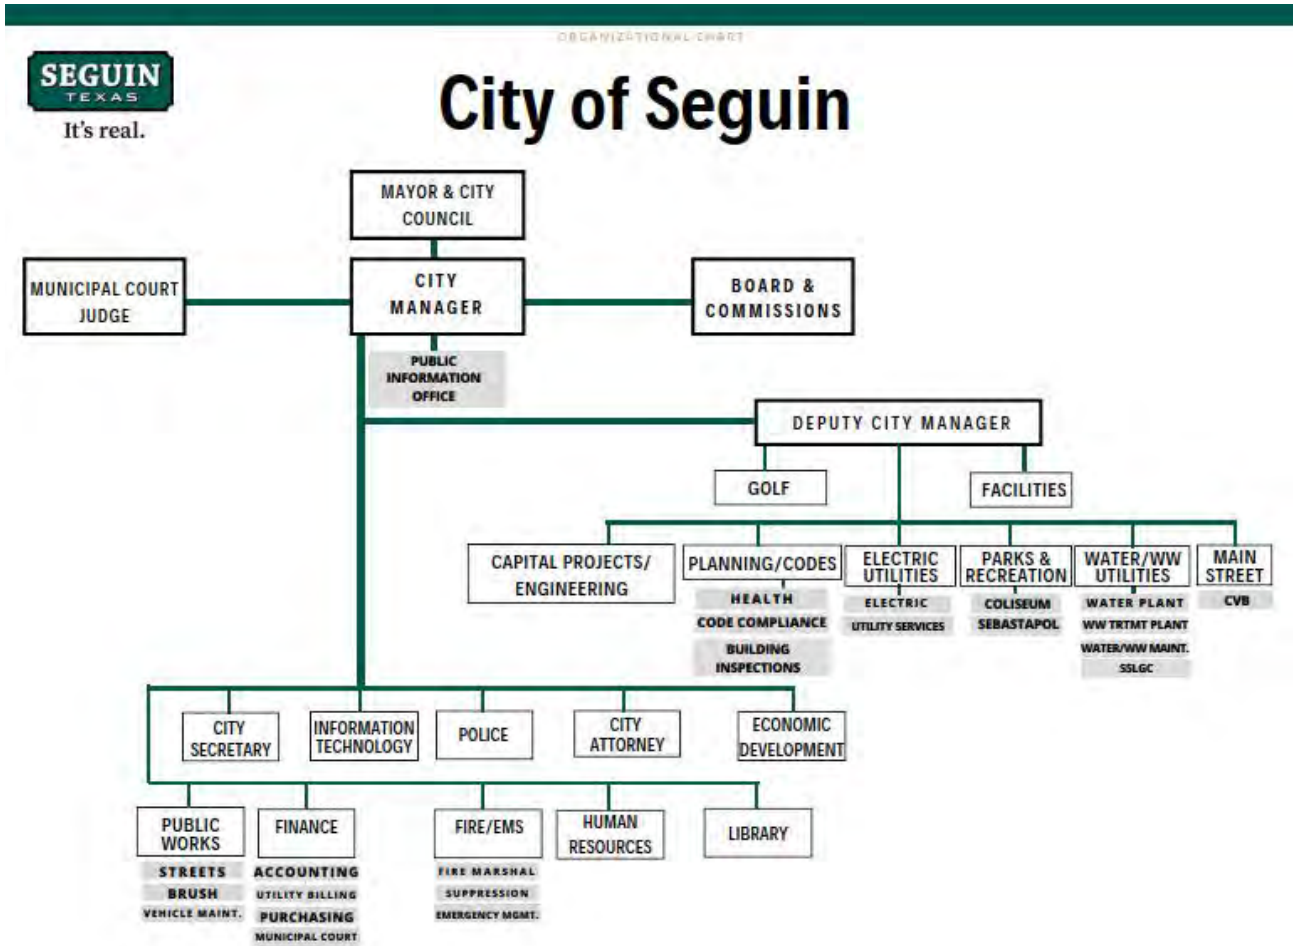 ORGANIZATIONAL CHART
SEGUIN
TEXAS
It's real.
City of Seguin
MAYOR & CITY
COUNCIL
MUNICIPAL COURT
JUDGE
CITY
MANAGER
BOARD &
COMMISSIONS
PUBLIC
INFORMATION
OFFICE
DEPUTY CITY MANAGER
GOLF
FACILITIES
CAPITAL PROJECTS/
ENGINEERING
PLANNING/CODES
HEALTH
CODE COMPLIANCE
BUILDING
INSPECTIONS
ELECTRIC
UTILITIES
ELECTRIC
UTILITY SERVICES
PARKS &
RECREATION
COLISEUM
SEBASTAPOL
WATER/WW
UTILITIES
WATER PLANT
WW TRTMT PLANT
WATER/WW MAINT.
SSLGC
MAIN
STREET
CVB
CITY
SECRETARY
INFORMATION
TECHNOLOGY
POLICE
CITY
ATTORNEY
ECONOMIC
DEVELOPMENT
PUBLIC
WORKS
STREETS
BRUSH
VEHICLE MAINT.
FINANCE
ACCOUNTING
UTILITY BILLING
PURCHASING
MUNICIPAL COURT
FIRE/EMS
FIRE MARSHAL
SUPPRESSION
EMERGENCY MGMT.
HUMAN
RESOURCES
LIBRARY